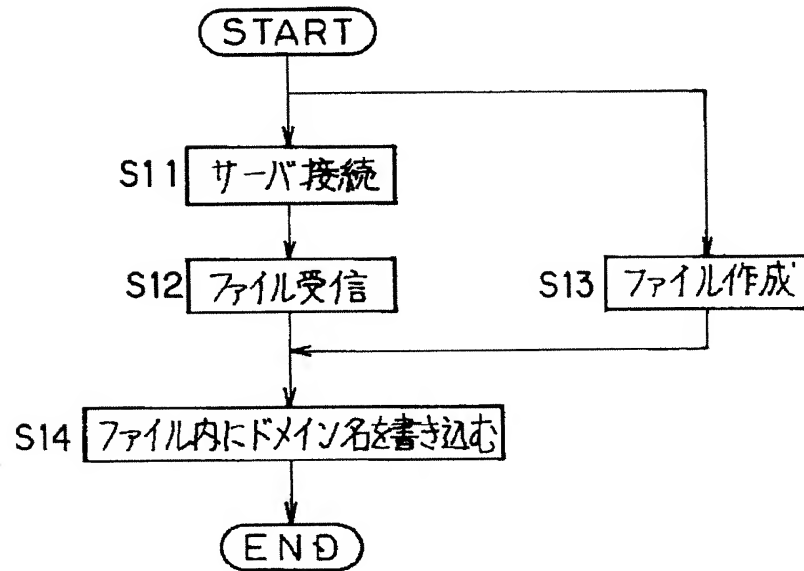 START
S11 サーバ接続
S12 ファイル受信
S13 ファイル作成
S14 ファイル内にドメイン名を書き込む
END